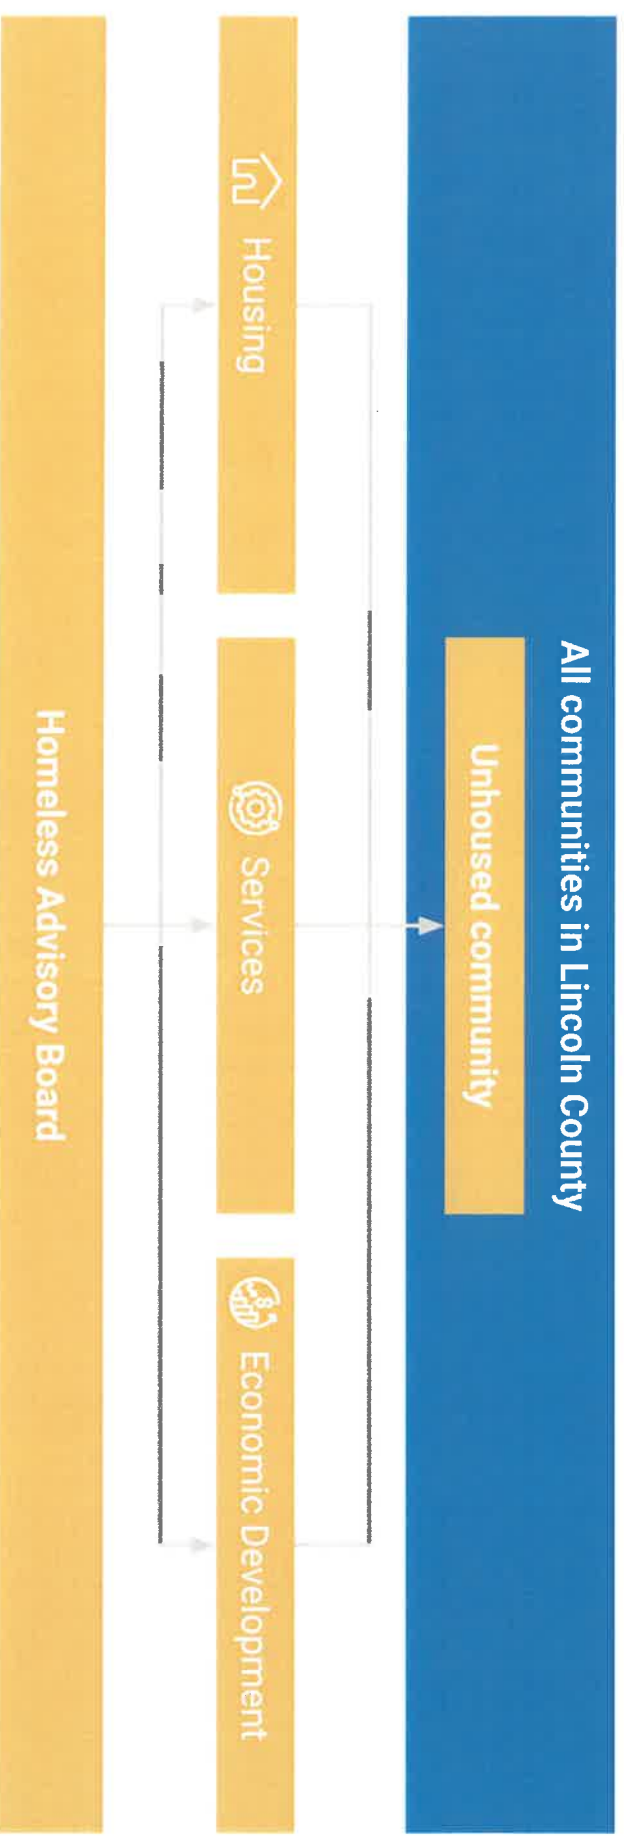 All communities in Lincoln County
Unhoused community
Housing
Services
Economic Development
Homeless Advisory Board